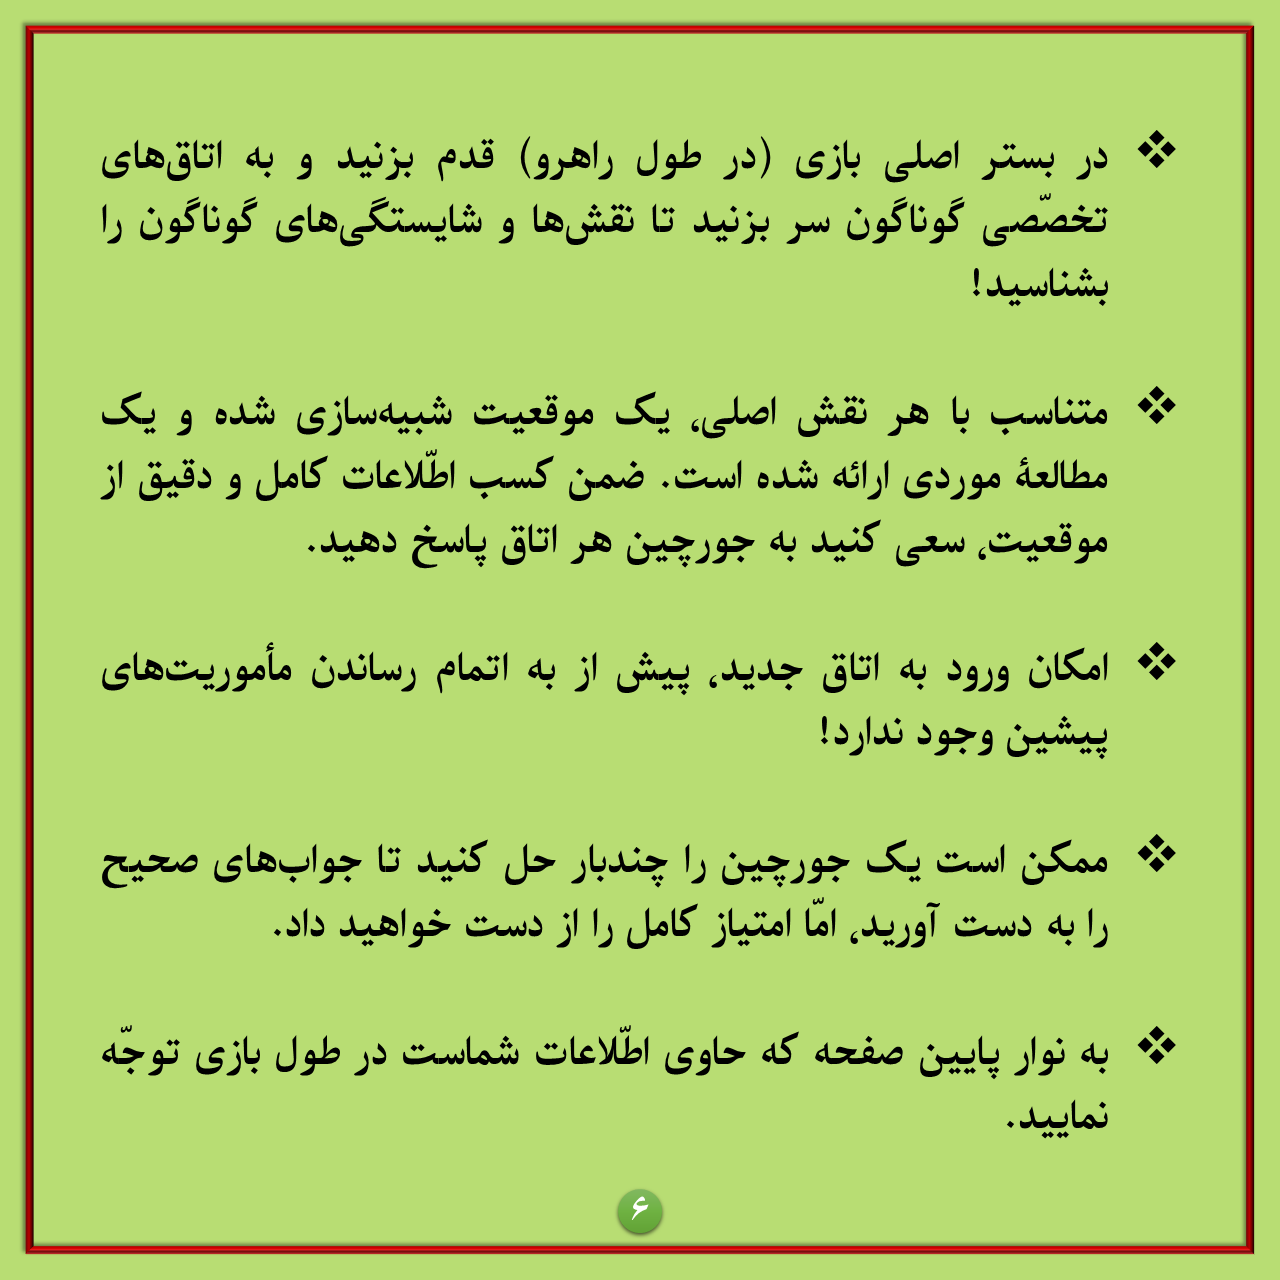 ❖ در بستر اصلی بازی (در طول راهرو) قدم بزنید و به اتاق‌های
تخصّصی گوناگون سر بزنید تا نقش‌ها و شایستگی‌های گوناگون را
بشناسید!
❖ متناسب با هر نقش اصلی، یک موقعیت شبیه‌سازی شده و یک
مطالعهٔ موردی ارائه شده است. ضمن کسب اطّلاعات کامل و دقیق از
موقعیت، سعی کنید به جورچین هر اتاق پاسخ دهید.
❖ امکان ورود به اتاق جدید، پیش از به اتمام رساندن مأموریت‌های
پیشین وجود ندارد!
❖ ممکن است یک جورچین را چندبار حل کنید تا جواب‌های صحیح
را به دست آورید، امّا امتیاز کامل را از دست خواهید داد.
❖ به نوار پایین صفحه که حاوی اطّلاعات شماست در طول بازی توجّه
نمایید.
۶